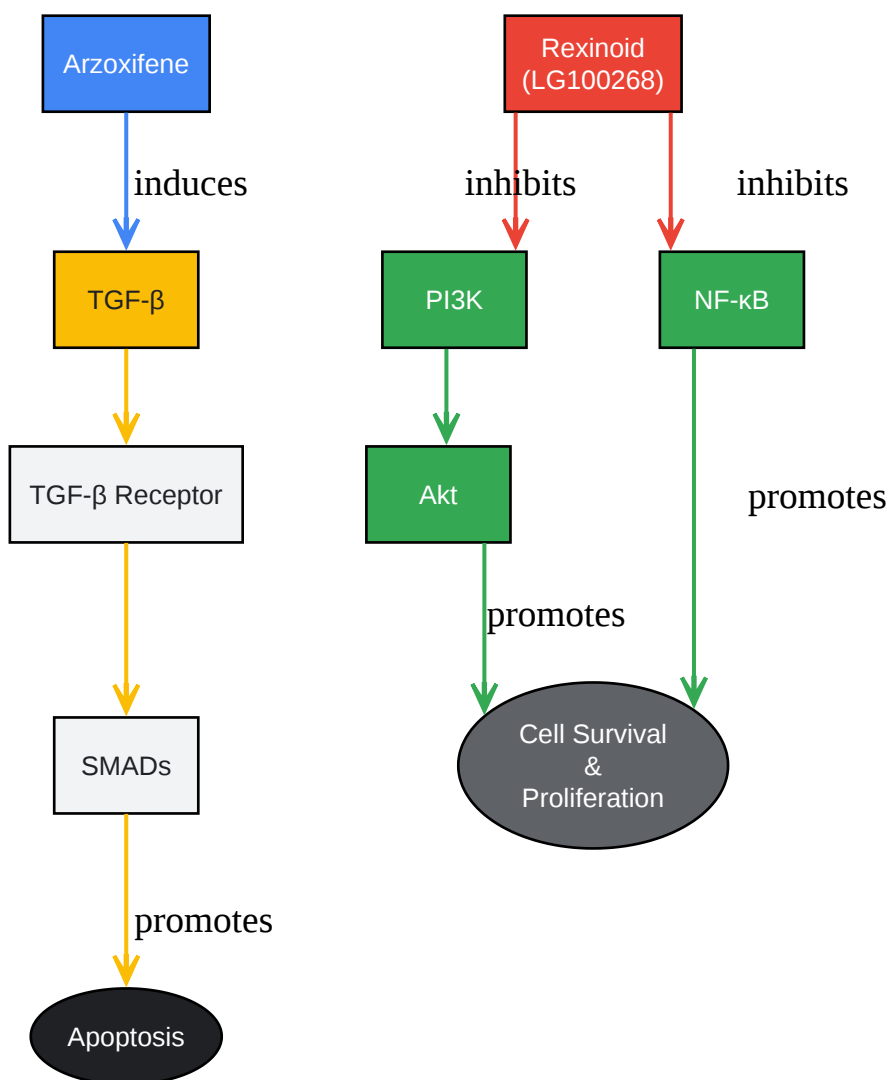 Arzoxifene
Rexinoid
(LG100268)
induces
inhibits
inhibits
TGF-β
PI3K
NF-κB
TGF-β Receptor
Akt
promotes
promotes
SMADs
Cell Survival
&
Proliferation
promotes
Apoptosis